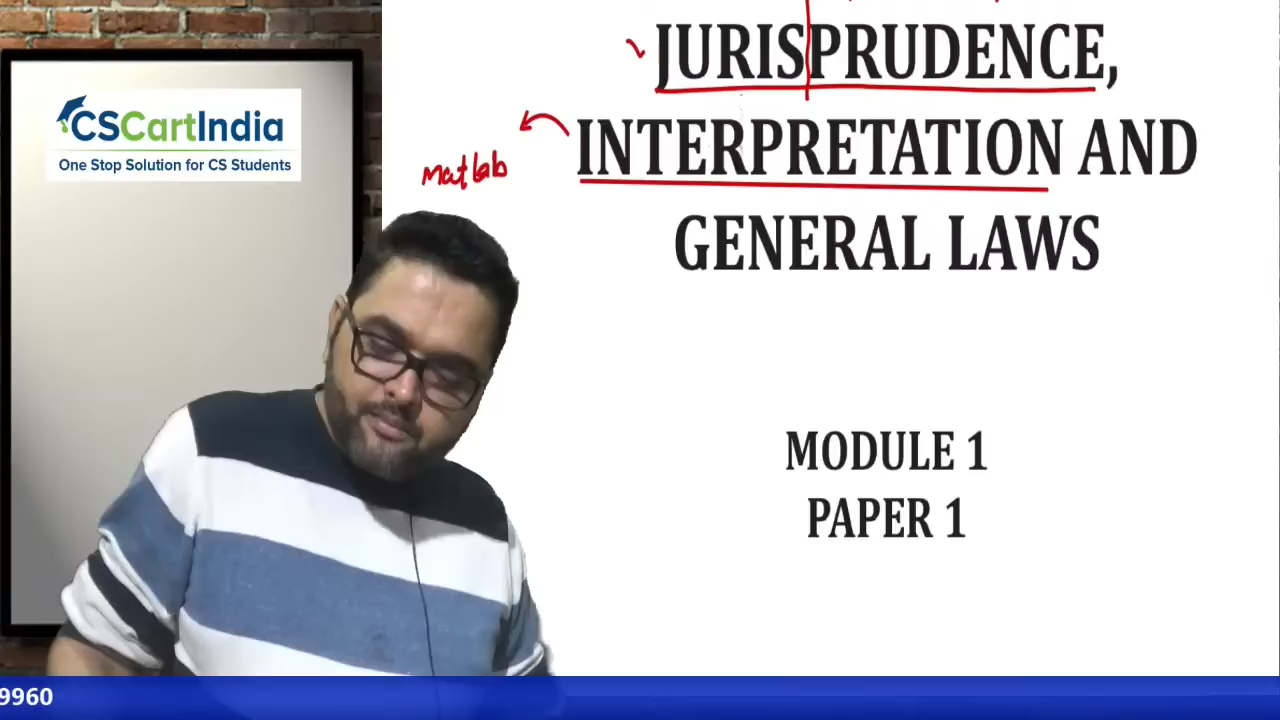 CSCartIndia
One Stop Solution for CS Students
JURISPRUDENCE,
INTERPRETATION AND
Matlab
GENERAL LAWS
MODULE 1
PAPER 1
9960